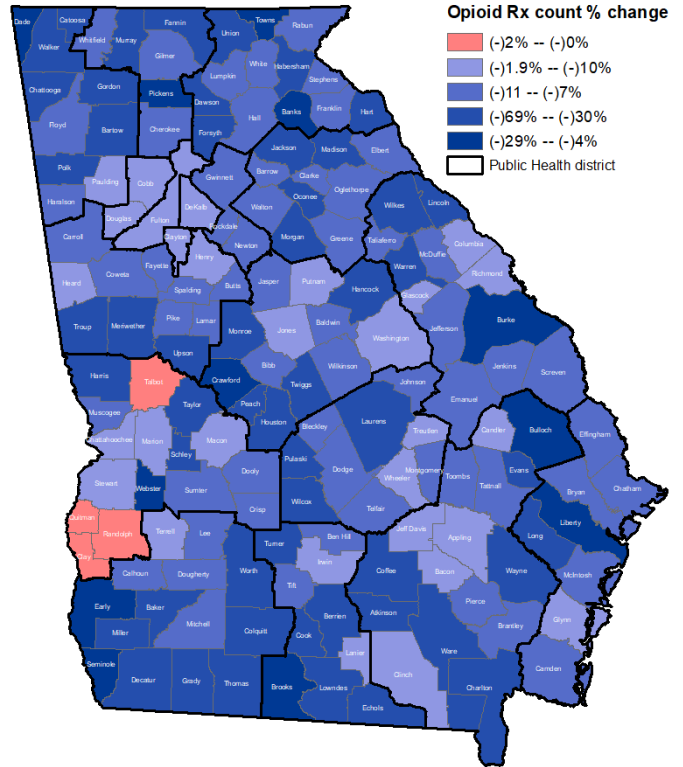 Opioid Rx count % change
(-)2% -- (-)0%
(-)1.9% -- (-)10%
(-)11 -- (-)7%
(-)69% -- (-)30%
(-)29% -- (-)4%
Public Health district
Dade
Catoosa
Fannin
Towns
Union
Rabun
Walker
Whitfield
Murray
Gilmer
White
Habersham
Lumpkin
Stephens
Chattooga
Gordon
Pickens
Dawson
Banks
Franklin
Hart
Floyd
Bartow
Cherokee
Forsyth
Hall
Jackson
Madison
Elbert
Polk
Paulding
Cobb
Gwinnett
Barrow
Clarke
Oglethorpe
Haralson
Douglas
Fulton
DeKalb
Walton
Oconee
Wilkes
Lincoln
Carroll
Clayton
Rockdale
Newton
Morgan
Greene
Taliaferro
McDuffie
Columbia
Heard
Coweta
Fayette
Henry
Spalding
Butts
Jasper
Putnam
Hancock
Warren
Richmond
Glascock
Troup
Meriwether
Pike
Lamar
Monroe
Jones
Baldwin
Washington
Jefferson
Burke
Upson
Bibb
Wilkinson
Jenkins
Screven
Harris
Talbot
Crawford
Twiggs
Johnson
Emanuel
Muscogee
Taylor
Peach
Houston
Bleckley
Laurens
Treutlen
Candler
Bulloch
Effingham
Chattahoochee
Marion
Macon
Schley
Pulaski
Dodge
Wheeler
Montgomery
Toombs
Tattnall
Evans
Bryan
Chatham
Stewart
Webster
Sumter
Dooly
Crisp
Wilcox
Telfair
Liberty
Long
Quitman
Randolph
Terrell
Lee
Turner
Ben Hill
Irwin
Jeff Davis
Appling
Wayne
McIntosh
Clay
Calhoun
Dougherty
Worth
Tift
Coffee
Bacon
Pierce
Early
Baker
Mitchell
Colquitt
Cook
Berrien
Atkinson
Brantley
Glynn
Miller
Lanier
Ware
Camden
Seminole
Decatur
Grady
Thomas
Brooks
Lowndes
Clinch
Charlton
Echols